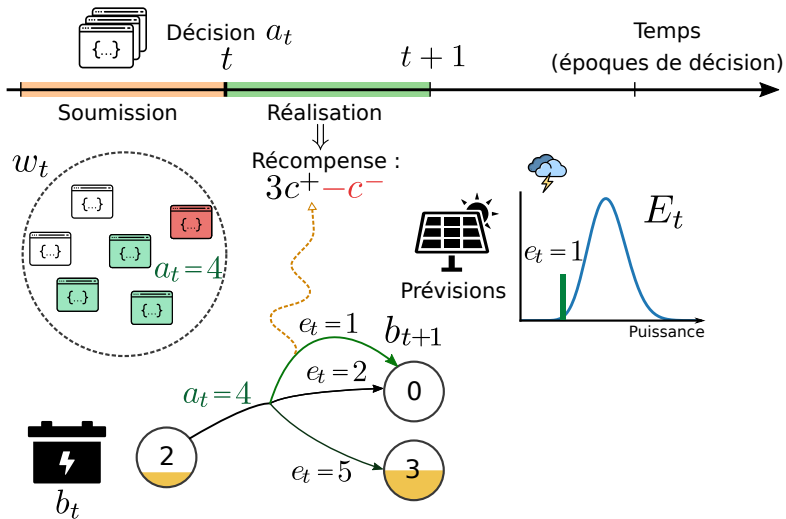 {...}
Décision a_t
t
t + 1
Temps
(époques de décision)
Soumission
Réalisation
⇓
Récompense :
3c⁺−c⁻
w_t
{...}
{...}
{...}
{...}
a_t = 4
{...}
{...}
Prévisions
E_t
e_t = 1
Puissance
e_t = 1
b_{t+1}
e_t = 2
a_t = 4
0
2
e_t = 5
3
b_t